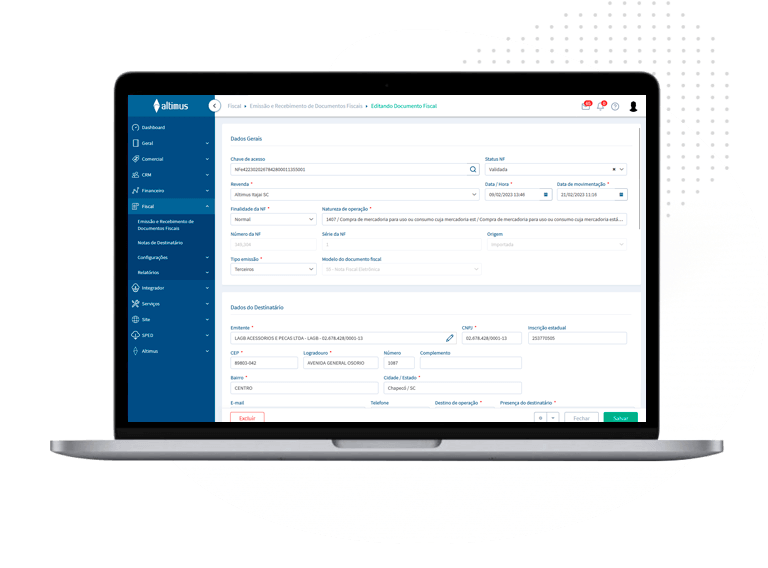 altimus
Fiscal ▸ Emissão e Recebimento de Documentos Fiscais ▸ Editando Documento Fiscal
Dashboard
Geral
Comercial
CRM
Financeiro
Fiscal
Emissão e Recebimento de
Documentos Fiscais
Notas de Destinatário
Configurações
Relatórios
Integrador
Serviços
Site
SPED
Altimus
Dados Gerais
Chave de acesso Status NF
Validada
Revenda * Data / Hora * Data de movimentação *
Altimus Itajaí SC 09/02/2023 13:46 21/02/2023 11:18
Finalidade da NF * Natureza de operação *
Normal 1407 / Compra de mercadoria para uso ou consumo cuja mercadoria est / Compra de mercadoria para uso ou consumo cuja mercadoria está...
Número da NF Série da NF Origem
1 Importada
Tipo emissão * Modelo do documento fiscal
Terceiros 55 - Nota Fiscal Eletrônica
Dados do Destinatário
Emitente * CNPJ * Inscrição estadual
LAGB ACESSORIOS E PECAS LTDA - LAGB - 02.678.428/0001-13 02.678.428/0001-13 253770505
CEP * Logradouro * Número Complemento
89802-042 AVENIDA GENERAL OSORIO 1087
Bairro * Cidade / Estado *
CENTRO Chapecó / SC
E-mail Telefone Destino de operação * Presença do destinatário *
Excluir Fechar Salvar